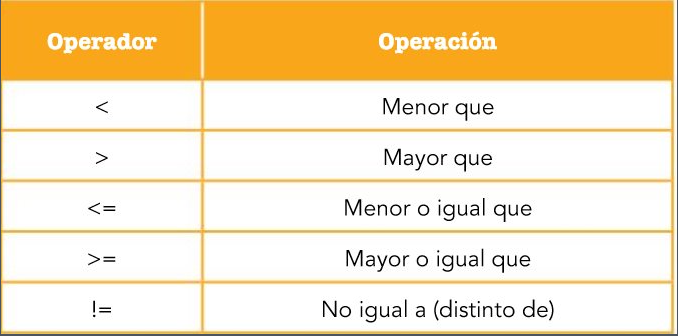 Operador Operación
< Menor que
> Mayor que
<= Menor o igual que
>= Mayor o igual que
!= No igual a (distinto de)